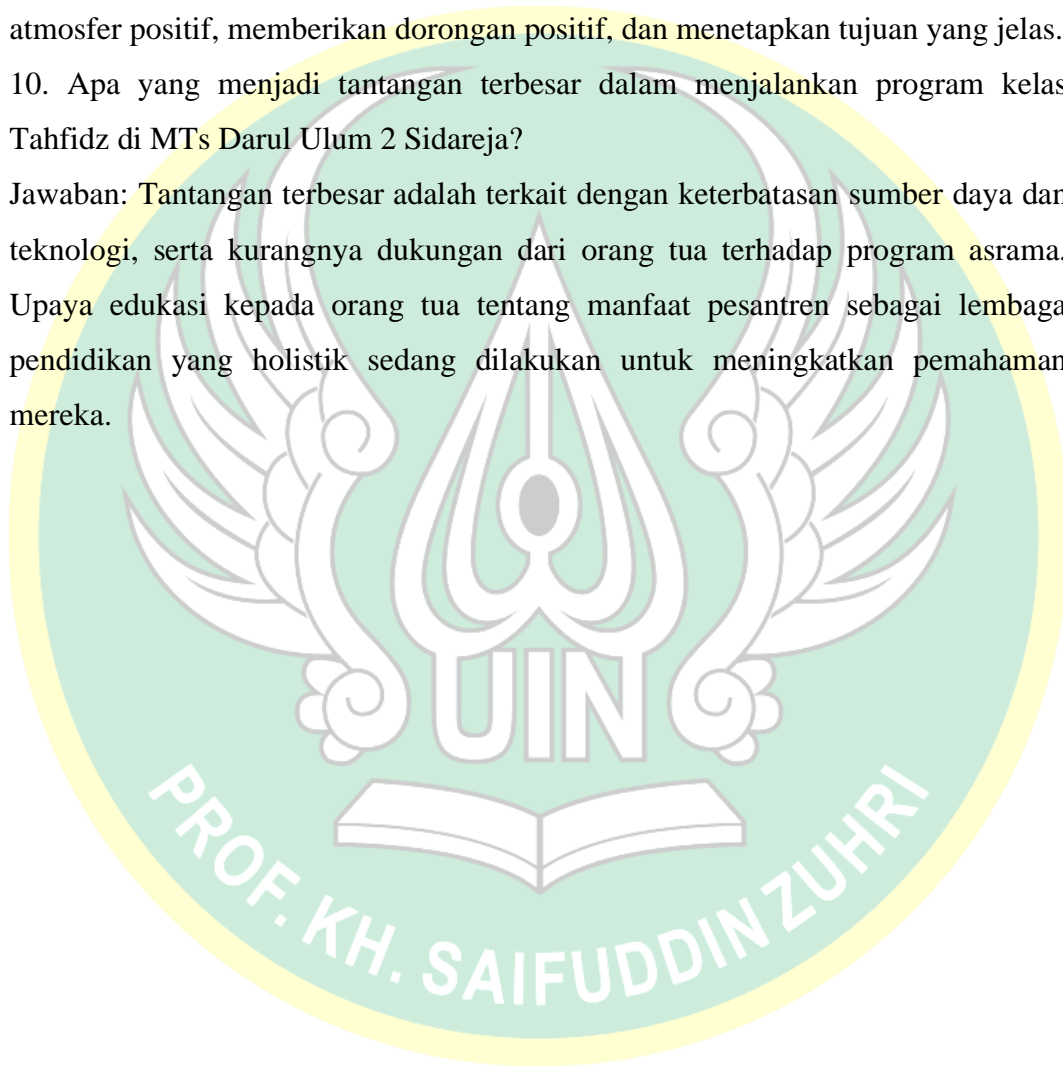 atmosfer positif, memberikan dorongan positif, dan menetapkan tujuan yang jelas.
10. Apa yang menjadi tantangan terbesar dalam menjalankan program kelas
Tahfidz di MTs Darul Ulum 2 Sidareja?
Jawaban: Tantangan terbesar adalah terkait dengan keterbatasan sumber daya dan
teknologi, serta kurangnya dukungan dari orang tua terhadap program asrama.
Upaya edukasi kepada orang tua tentang manfaat pesantren sebagai lembaga
pendidikan yang holistik sedang dilakukan untuk meningkatkan pemahaman
mereka.
UIN
PROF. KH. SAIFUDDIN ZUHRI